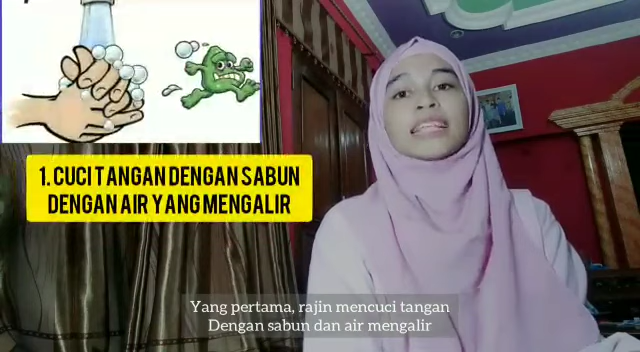 1. CUCI TANGAN DENGAN SABUN
DENGAN AIR YANG MENGALIR
Yang pertama, rajin mencuci tangan
Dengan sabun dan air mengalir